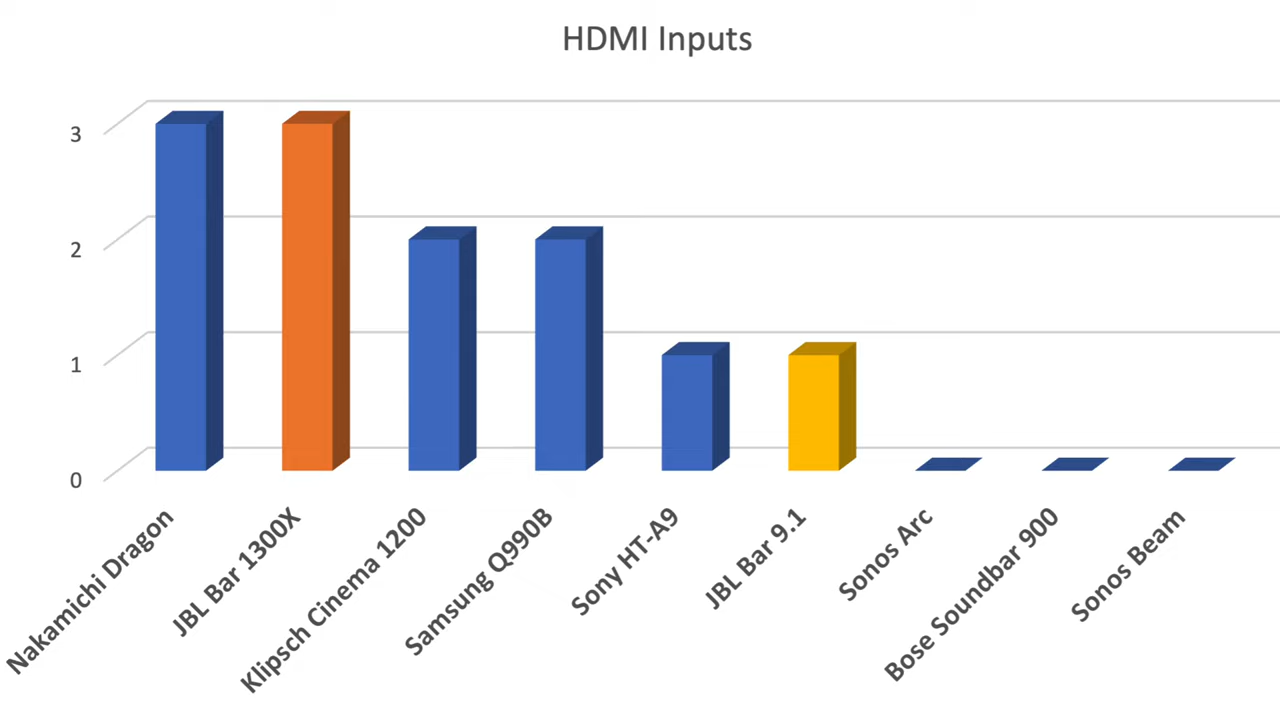 HDMI Inputs
3
2
1
0
Nakamichi Dragon
JBL Bar 1300X
Klipsch Cinema 1200
Samsung Q990B
Sony HT-A9
JBL Bar 9.1
Sonos Arc
Bose Soundbar 900
Sonos Beam